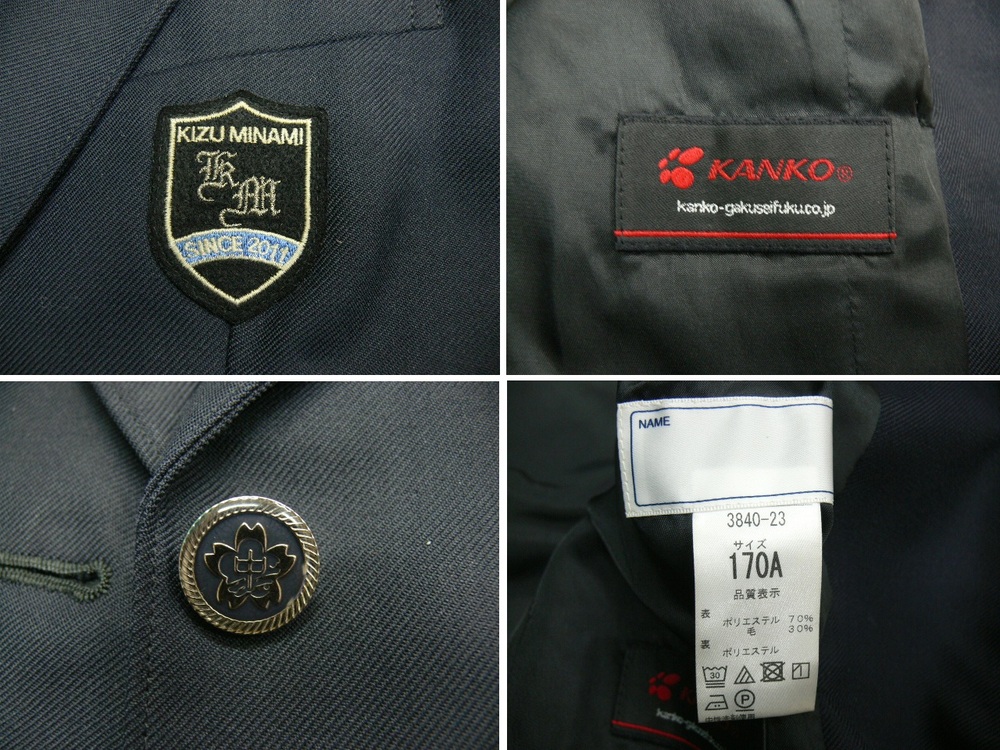 KIZU MINAMI
KM
SINCE 2011
KANKO®
kanko-gakuseifuku.co.jp
中
NAME
3840-23
サイズ
170A
品質表示
表
ポリエステル 70%
毛 30%
裏
ポリエステル
30
P